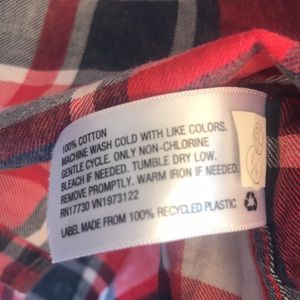 100% COTTON
MACHINE WASH COLD WITH LIKE COLORS.
GENTLE CYCLE. ONLY NON-CHLORINE
BLEACH IF NEEDED. TUMBLE DRY LOW.
REMOVE PROMPTLY. WARM IRON IF NEEDED.
RN17730 VN1973122
LABEL MADE FROM 100% RECYCLED PLASTIC